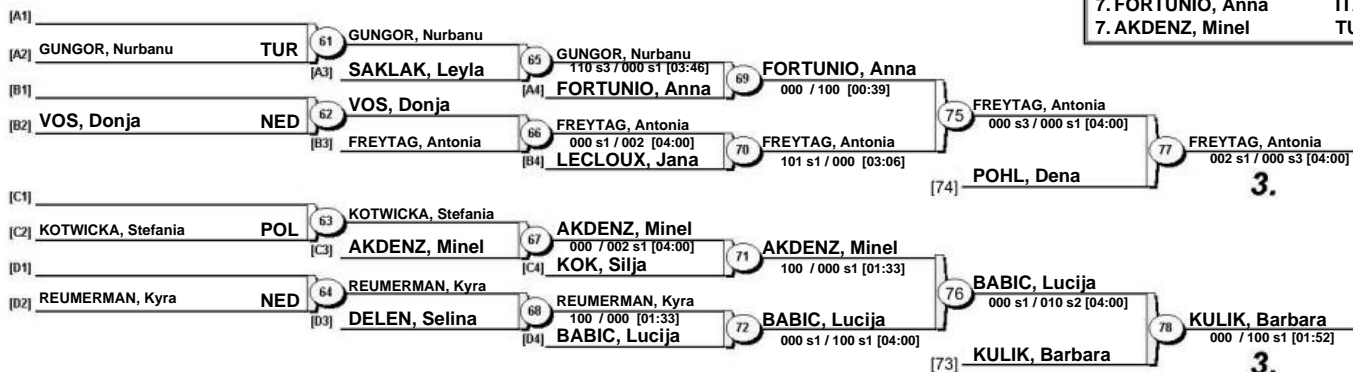 7. FORTUNIO, Anna
7. AKDENZ, Minel
[A1]
[A2] GUNGOR, Nurbanu TUR
61 GUNGOR, Nurbanu
[A3] SAKLAK, Leyla
65 GUNGOR, Nurbanu
110 s3 / 000 s1 [03:46]
[A4] FORTUNIO, Anna
69 FORTUNIO, Anna
000 / 100 [00:39]
[B1]
[B2] VOS, Donja NED
62 VOS, Donja
[B3] FREYTAG, Antonia
66 FREYTAG, Antonia
000 s1 / 002 [04:00]
[B4] LECLOUX, Jana
70 FREYTAG, Antonia
101 s1 / 000 [03:06]
75 FREYTAG, Antonia
000 s3 / 000 s1 [04:00]
[74] POHL, Dena
77 FREYTAG, Antonia
002 s1 / 000 s3 [04:00]
3.
[C1]
[C2] KOTWICKA, Stefania POL
63 KOTWICKA, Stefania
[C3] AKDENZ, Minel
67 AKDENZ, Minel
000 / 002 s1 [04:00]
[C4] KOK, Silja
71 AKDENZ, Minel
100 / 000 s1 [01:33]
[D1]
[D2] REUMERMAN, Kyra NED
64 REUMERMAN, Kyra
[D3] DELEN, Selina
68 REUMERMAN, Kyra
100 / 000 [01:33]
[D4] BABIC, Lucija
72 BABIC, Lucija
000 s1 / 100 s1 [04:00]
76 BABIC, Lucija
000 s1 / 010 s2 [04:00]
[73] KULIK, Barbara
78 KULIK, Barbara
000 / 100 s1 [01:52]
3.